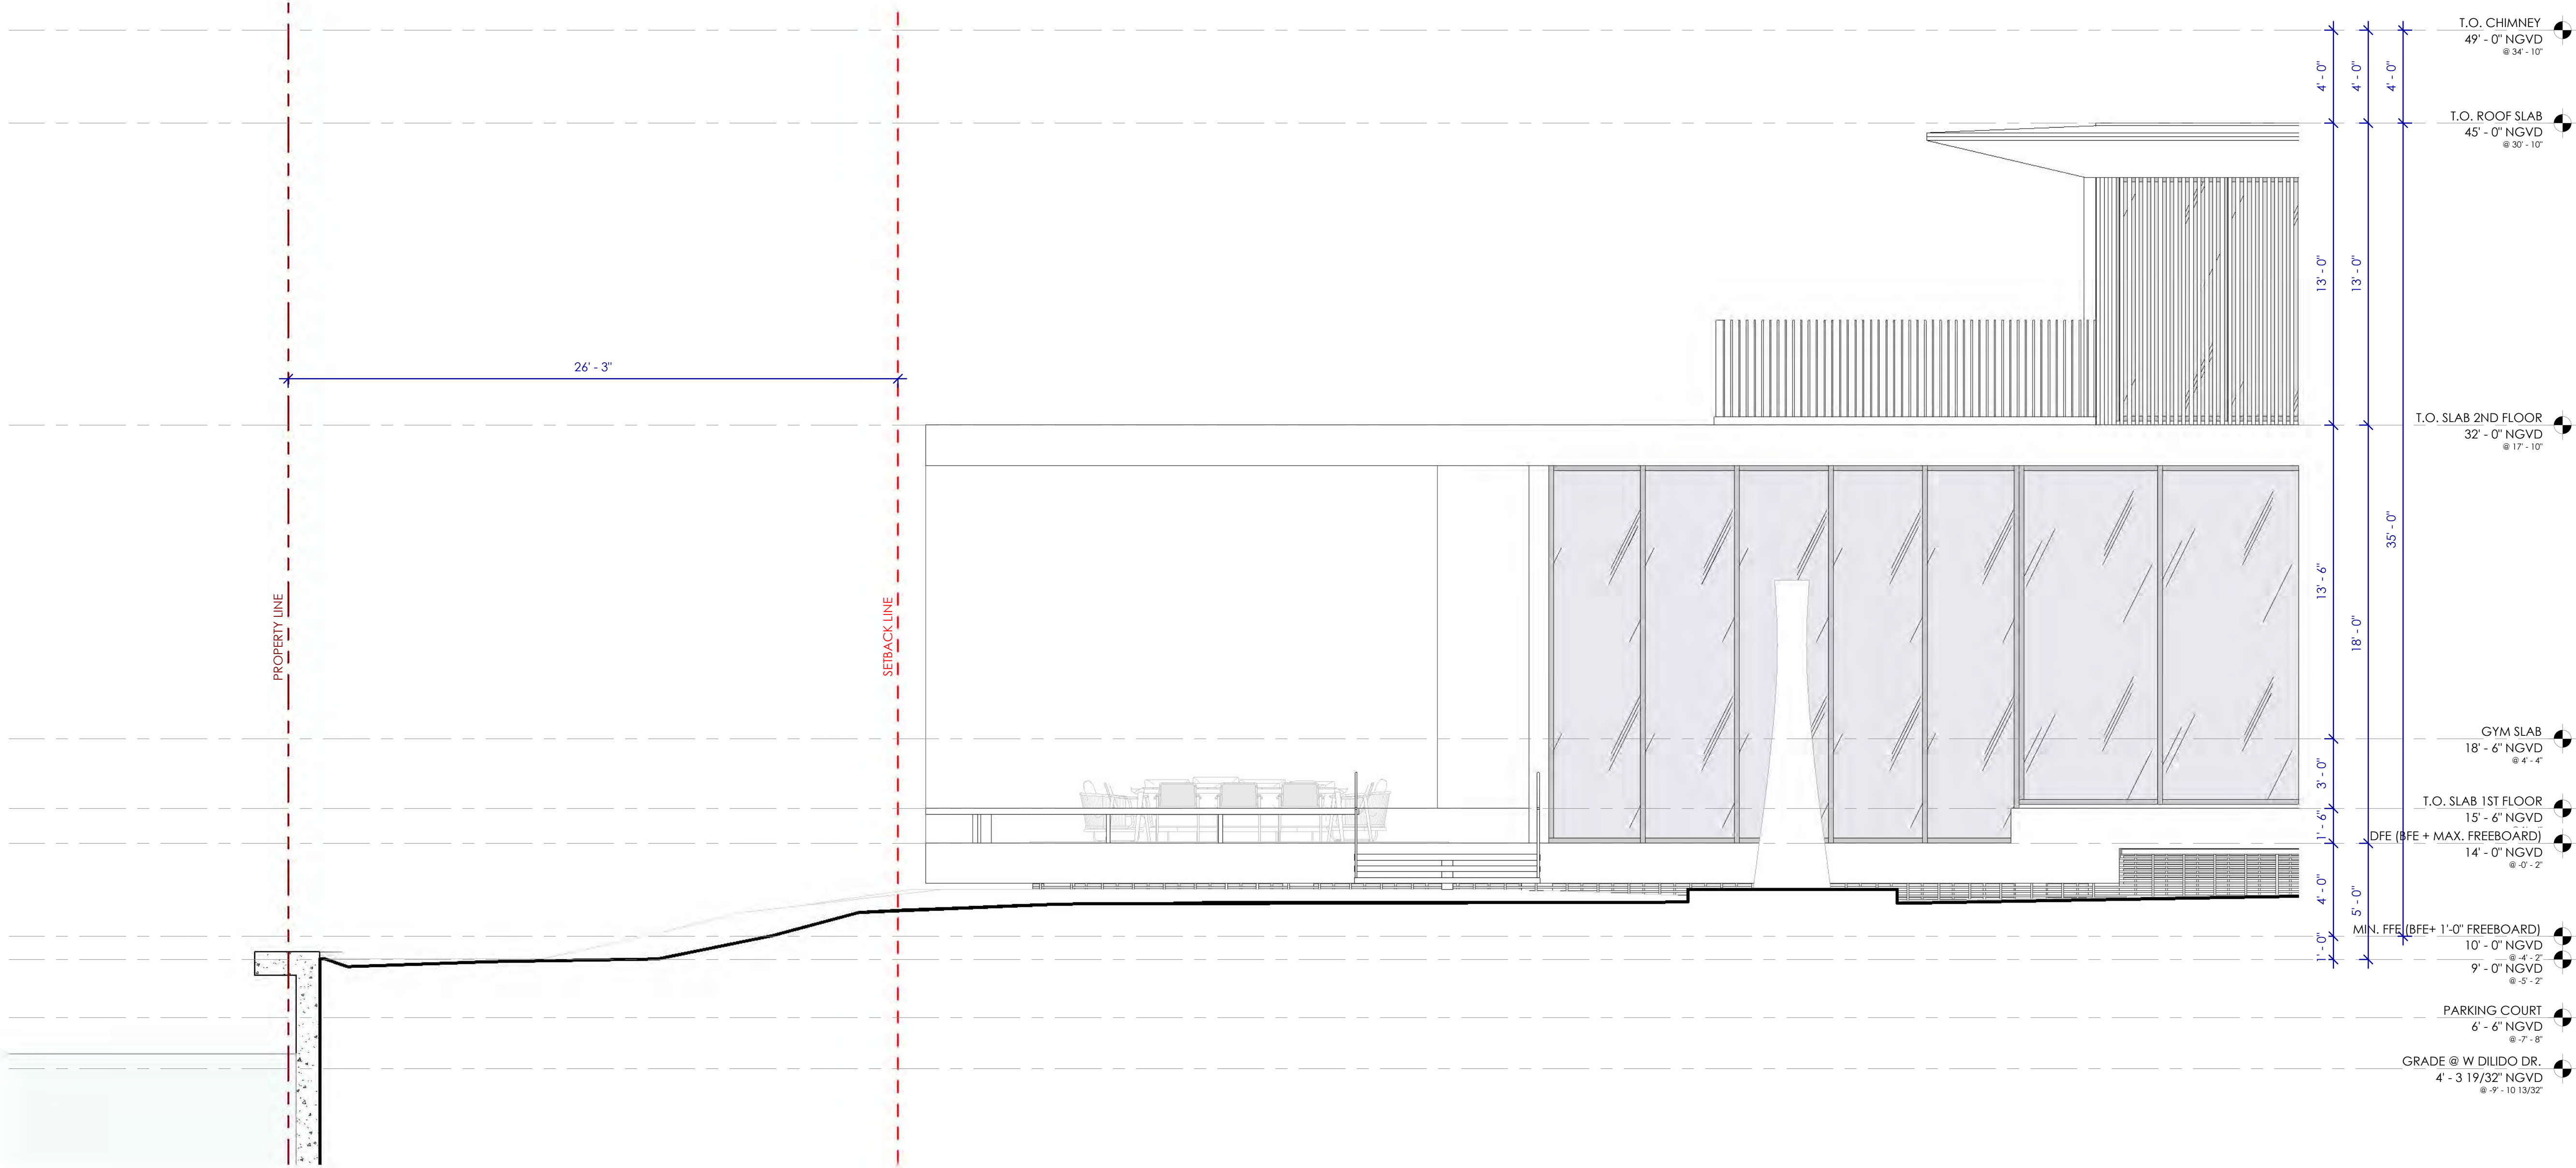 T.O. CHIMNEY
49' - 0" NGVD
@ 34' - 10"
4' - 0"
4' - 0"
4' - 0"
T.O. ROOF SLAB
45' - 0" NGVD
@ 30' - 10"
13' - 0"
13' - 0"
26' - 3"
T.O. SLAB 2ND FLOOR
32' - 0" NGVD
@ 17' - 10"
35' - 0"
13' - 6"
18' - 0"
PROPERTY LINE
SETBACK LINE
GYM SLAB
18' - 6" NGVD
@ 4' - 4"
3' - 0"
T.O. SLAB 1ST FLOOR
15' - 6" NGVD
1' - 6"
DFE (BFE + MAX. FREEBOARD)
14' - 0" NGVD
@ -0' - 2"
4' - 0"
5' - 0"
MIN. FFE (BFE+ 1'-0" FREEBOARD)
10' - 0" NGVD
@ -4' - 2"
1' - 0"
9' - 0" NGVD
@ -5' - 2"
PARKING COURT
6' - 6" NGVD
@ -7' - 8"
GRADE @ W DILIDO DR.
4' - 3 19/32" NGVD
@ -9' - 10 13/32"